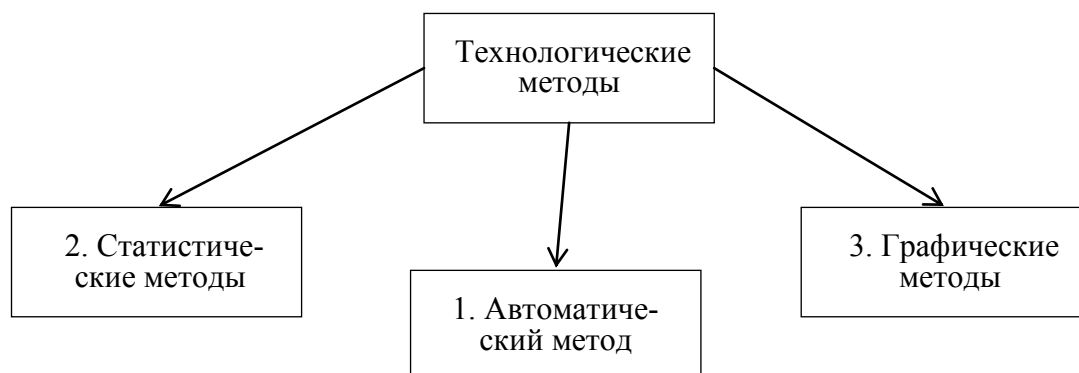 Технологические
методы
2. Статистиче-
ские методы
1. Автоматиче-
ский метод
3. Графические
методы